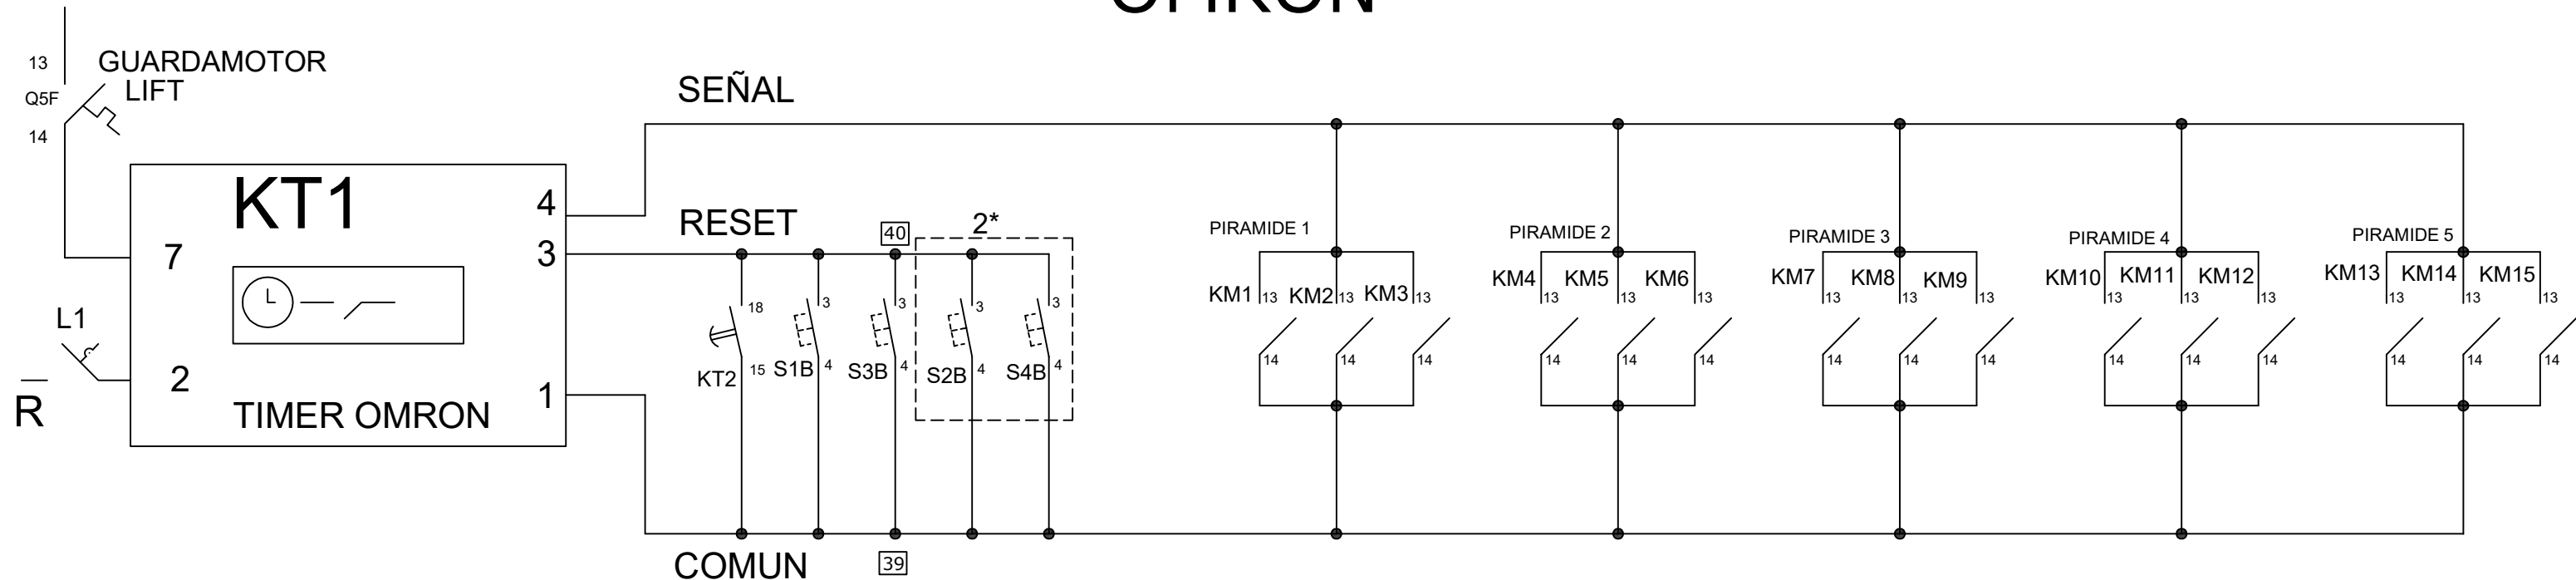 OMRON
13
GUARDAMOTOR
LIFT
Q5F
14
SEÑAL
KT1
4
RESET
3
7
2
1
TIMER OMRON
L1
R
40
2*
18
KT2
15
3
S1B
4
3
S3B
4
3
S2B
4
3
S4B
4
COMUN
39
PIRAMIDE 1
KM1 13 KM2 13 KM3 13
14 14 14
PIRAMIDE 2
KM4 13 KM5 13 KM6 13
14 14 14
PIRAMIDE 3
KM7 13 KM8 13 KM9 13
14 14 14
PIRAMIDE 4
KM10 13 KM11 13 KM12 13
14 14 14
PIRAMIDE 5
KM13 13 KM14 13 KM15 13
14 14 14